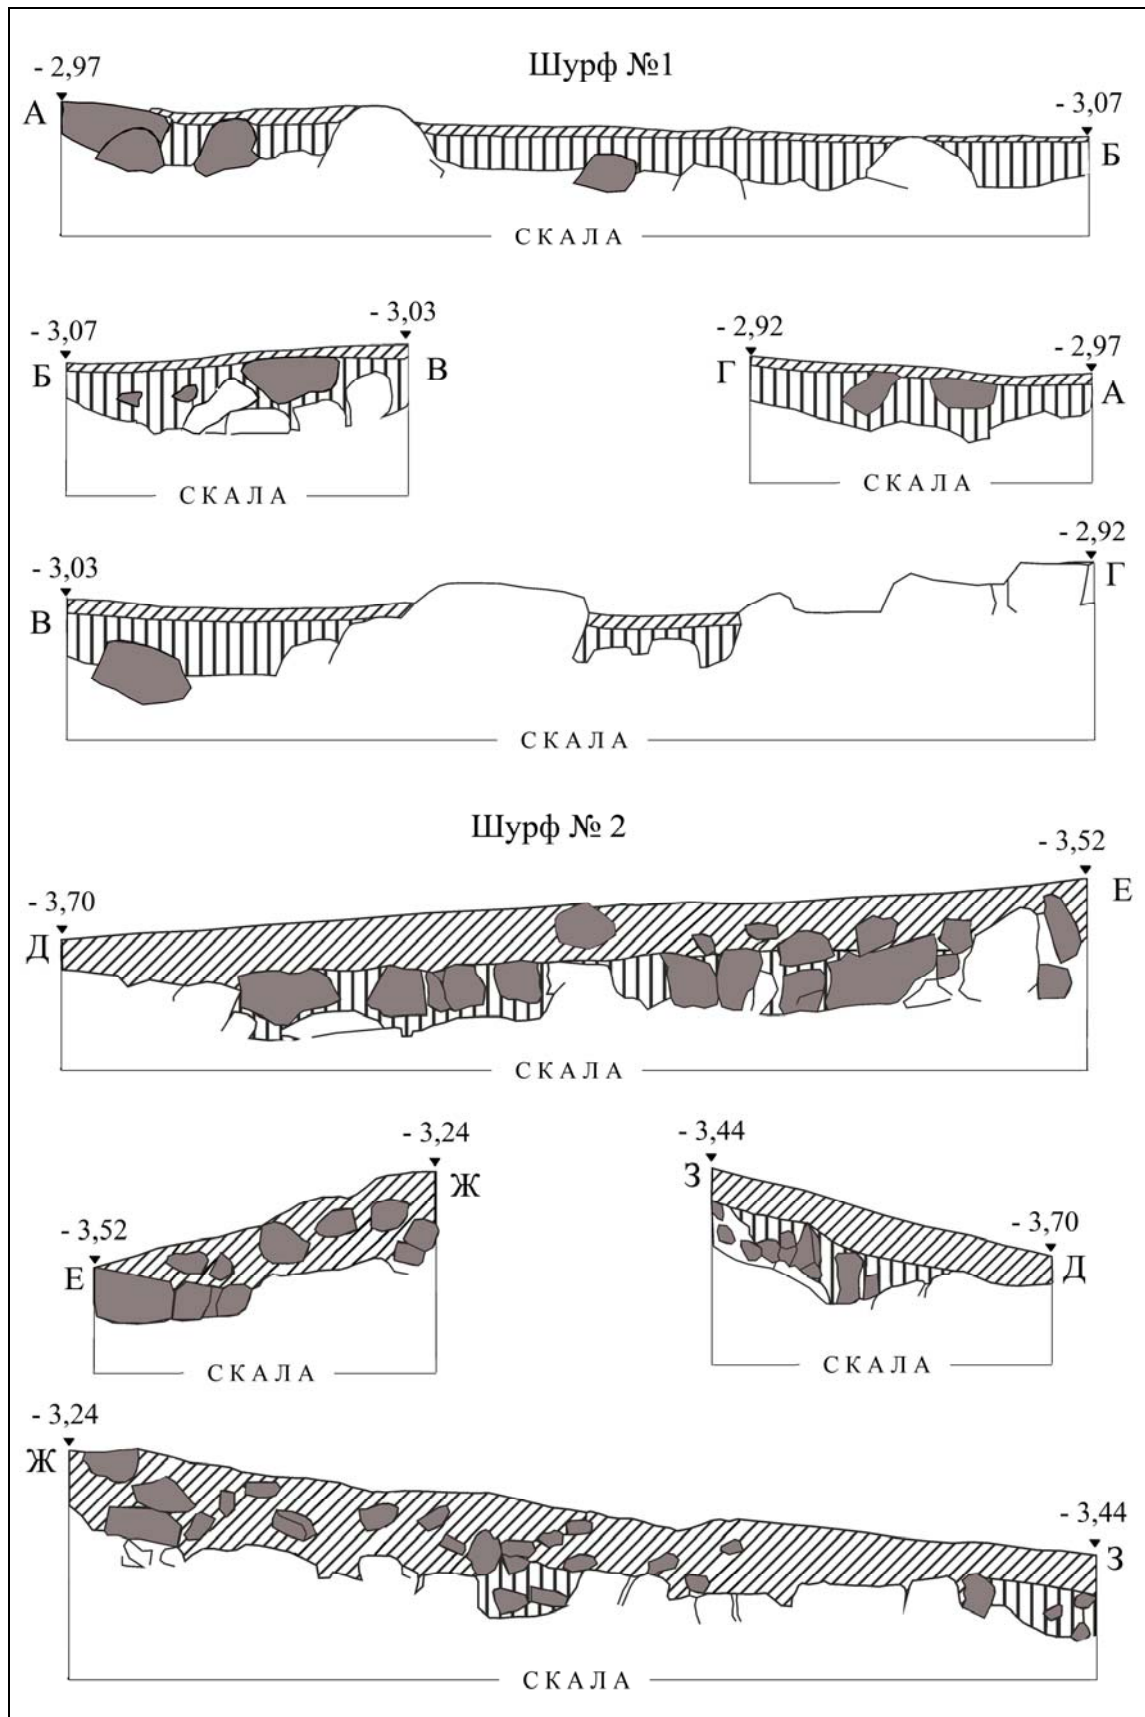 Шурф №1
- 2,97
- 3,07
А
Б
СКАЛА
- 3,07
- 3,03
Б
В
СКАЛА
- 2,92
- 2,97
Г
А
СКАЛА
- 3,03
- 2,92
В
Г
СКАЛА
Шурф № 2
- 3,70
- 3,52
Д
Е
СКАЛА
- 3,52
- 3,24
Е
Ж
СКАЛА
- 3,44
- 3,70
З
Д
СКАЛА
- 3,24
- 3,44
Ж
З
СКАЛА